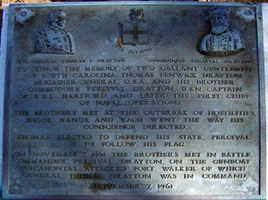 GENERAL THOMAS F. DRAYTON COMMODORE PERCIVAL DRAYTON
TO HONOR THE MEMORY OF TWO GALLANT GENTLEMEN
OF SOUTH CAROLINA, THOMAS FENWICK DRAYTON,
BRIGADIER-GENERAL, C.S.A. AND HIS BROTHER,
COMMODORE PERCIVAL DRAYTON, U.S.N. CAPTAIN
OF U.S.S. HARTFORD AND LATER THE FIRST CHIEF
OF NAVAL OPERATIONS.
THE BROTHERS MET AT THE OUTBREAK OF HOSTILITIES,
SHOOK HANDS AND EACH WENT THE WAY HIS
CONSCIENCE DIRECTED.
THOMAS ELECTED TO DEFEND HIS STATE, PERCIVAL
TO FOLLOW HIS FLAG.
ON NOVEMBER 7, 1861 THE BROTHERS MET IN BATTLE,
COMMANDER PERCIVAL DRAYTON, ON THE GUNBOAT
POCAHONTAS, ATTACKED FORT WALKER OF WHICH
GENERAL THOMAS DRAYTON WAS IN COMMAND.
NOVEMBER 7, 1961